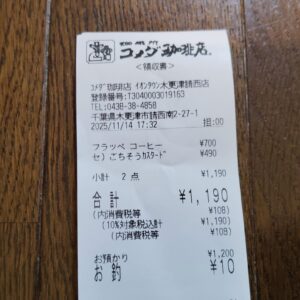 珈琲所
コメダ珈琲店
<領収書>
コメダ珈琲店 イオンタウン木更津請西店
登録番号:T3040003019163
TEL:0438-38-4858
千葉県木更津市請西南2-27-1
2025/11/14 17:32 担:00
フラッペ コーヒー ¥700
セ)ごちそうカスタード ¥490
小計 2点 ¥1,190
合計 ¥1,190
(内消費税等 ¥108)
(10%対象税込計 ¥1,190)
(内消費税等 ¥108)
お預かり ¥1,200
お釣 ¥10